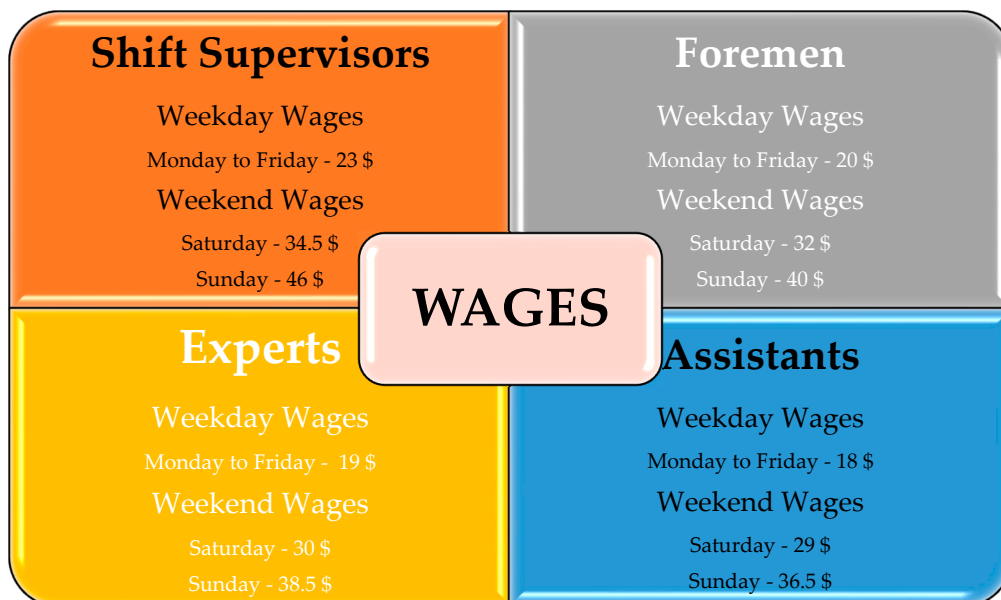 Shift Supervisors
Weekday Wages
Monday to Friday - 23 $
Weekend Wages
Saturday - 34.5 $
Sunday - 46 $
Foremen
Weekday Wages
Monday to Friday - 20 $
Weekend Wages
Saturday - 32 $
Sunday - 40 $
WAGES
Experts
Weekday Wages
Monday to Friday - 19 $
Weekend Wages
Saturday - 30 $
Sunday - 38.5 $
Assistants
Weekday Wages
Monday to Friday - 18 $
Weekend Wages
Saturday - 29 $
Sunday - 36.5 $